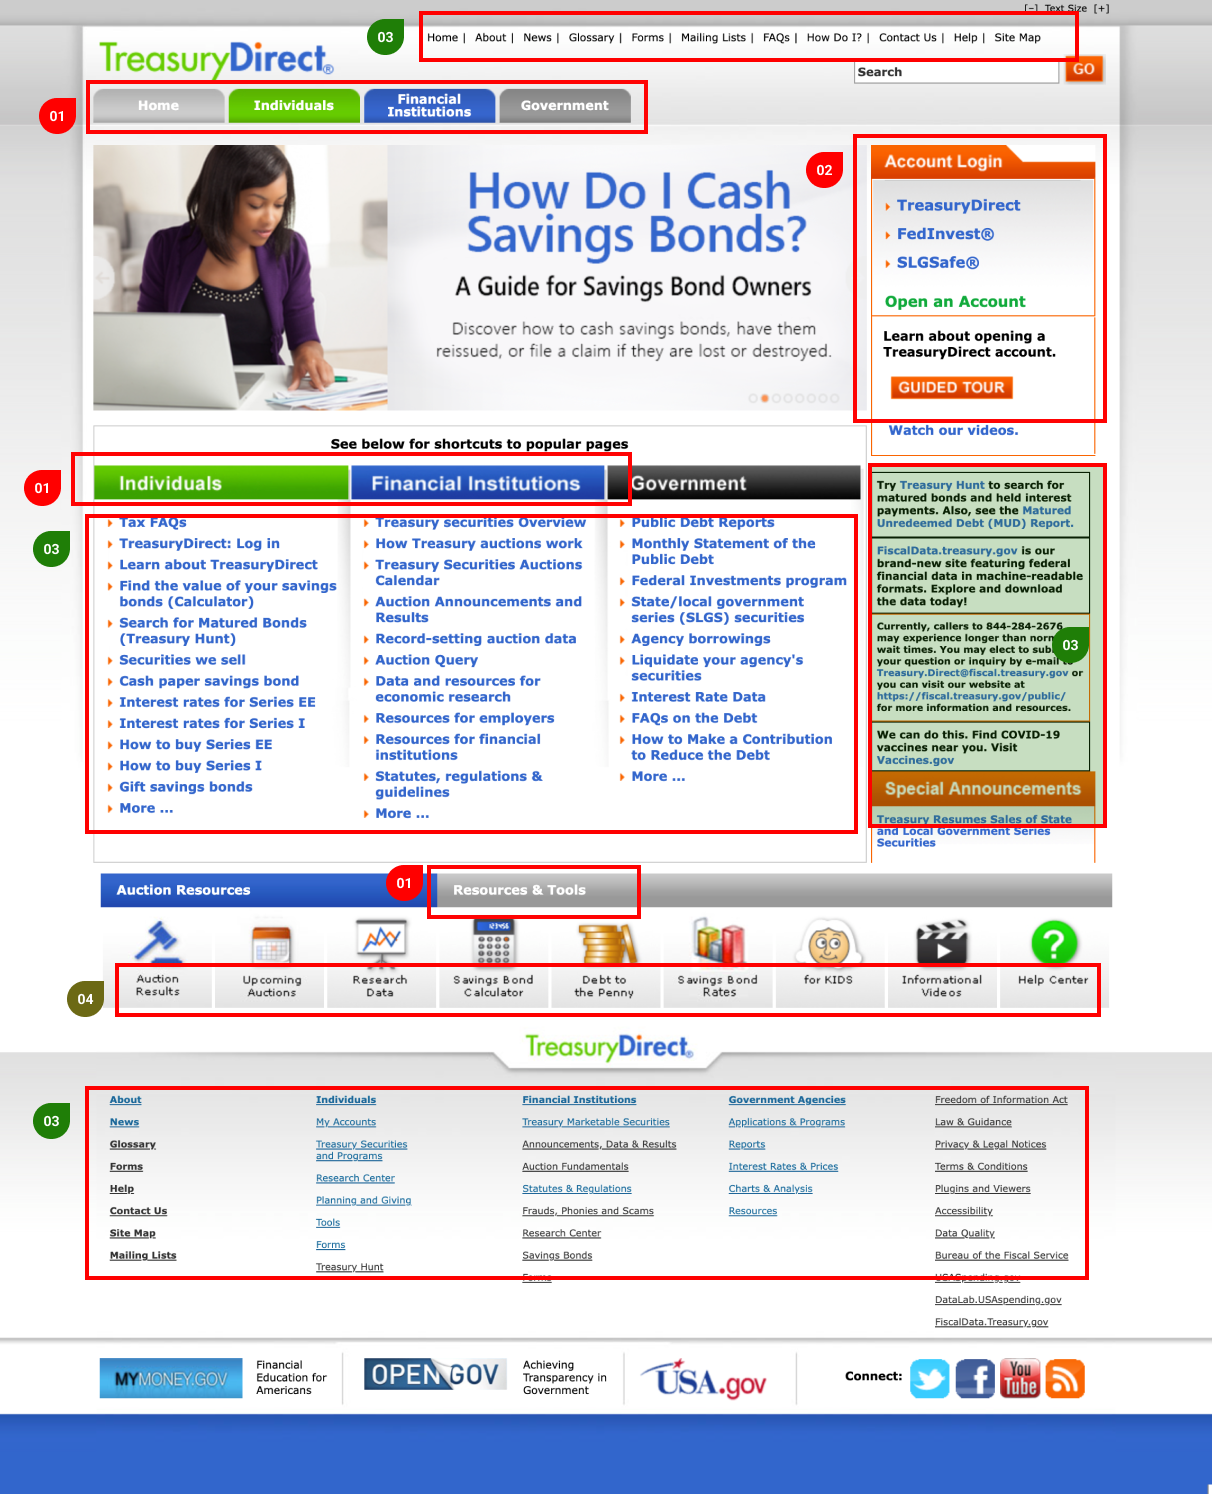 [–] Text Size [+]
03
Home | About | News | Glossary | Forms | Mailing Lists | FAQs | How Do I? | Contact Us | Help | Site Map
TreasuryDirect®
Search
GO
01
Home
Individuals
Financial
Institutions
Government
How Do I Cash
Savings Bonds?
A Guide for Savings Bond Owners
Discover how to cash savings bonds, have them
reissued, or file a claim if they are lost or destroyed.
02
Account Login
TreasuryDirect
FedInvest®
SLGSafe®
Open an Account
Learn about opening a
TreasuryDirect account.
GUIDED TOUR
Watch our videos.
See below for shortcuts to popular pages
01
Individuals
Financial Institutions
Government
03
Tax FAQs
TreasuryDirect: Log in
Learn about TreasuryDirect
Find the value of your savings
bonds (Calculator)
Search for Matured Bonds
(Treasury Hunt)
Securities we sell
Cash paper savings bond
Interest rates for Series EE
Interest rates for Series I
How to buy Series EE
How to buy Series I
Gift savings bonds
More ...
Treasury securities Overview
How Treasury auctions work
Treasury Securities Auctions
Calendar
Auction Announcements and
Results
Record-setting auction data
Auction Query
Data and resources for
economic research
Resources for employers
Resources for financial
institutions
Statutes, regulations &
guidelines
More ...
Public Debt Reports
Monthly Statement of the
Public Debt
Federal Investments program
State/local government
series (SLGS) securities
Agency borrowings
Liquidate your agency's
securities
Interest Rate Data
FAQs on the Debt
How to Make a Contribution
to Reduce the Debt
More ...
Try Treasury Hunt to search for
matured bonds and held interest
payments. Also, see the Matured
Unredeemed Debt (MUD) Report.
FiscalData.treasury.gov is our
brand-new site featuring federal
financial data in machine-readable
formats. Explore and download
the data today!
Currently, callers to 844-284-2676
may experience longer than
wait times. You may elect to
your question or inquiry by e-mail
Treasury.Direct@fiscal.treasury.gov or
you can visit our website at
https://fiscal.treasury.gov/public/
for more information and resources.
03
We can do this. Find COVID-19
vaccines near you. Visit
Vaccines.gov
Special Announcements
Treasury Resumes Sales of State
and Local Government Series
Securities
Auction Resources
01
Resources & Tools
04
Auction
Results
Upcoming
Auctions
Research
Data
123456
Savings Bond
Calculator
Debt to
the Penny
Savings Bond
Rates
for KIDS
Informational
Videos
?
Help Center
TreasuryDirect®
03
About
News
Glossary
Forms
Help
Contact Us
Site Map
Mailing Lists
Individuals
My Accounts
Treasury Securities
and Programs
Research Center
Planning and Giving
Tools
Forms
Treasury Hunt
Financial Institutions
Treasury Marketable Securities
Announcements, Data & Results
Auction Fundamentals
Statutes & Regulations
Frauds, Phonies and Scams
Research Center
Savings Bonds
Forms
Government Agencies
Applications & Programs
Reports
Interest Rates & Prices
Charts & Analysis
Resources
Freedom of Information Act
Law & Guidance
Privacy & Legal Notices
Terms & Conditions
Plugins and Viewers
Accessibility
Data Quality
Bureau of the Fiscal Service
USASpending.gov
DataLab.USAspending.gov
FiscalData.Treasury.gov
MYMONEY.GOV
Financial
Education for
Americans
OPEN GOV
Achieving
Transparency in
Government
USA.gov
Connect:
You
Tube